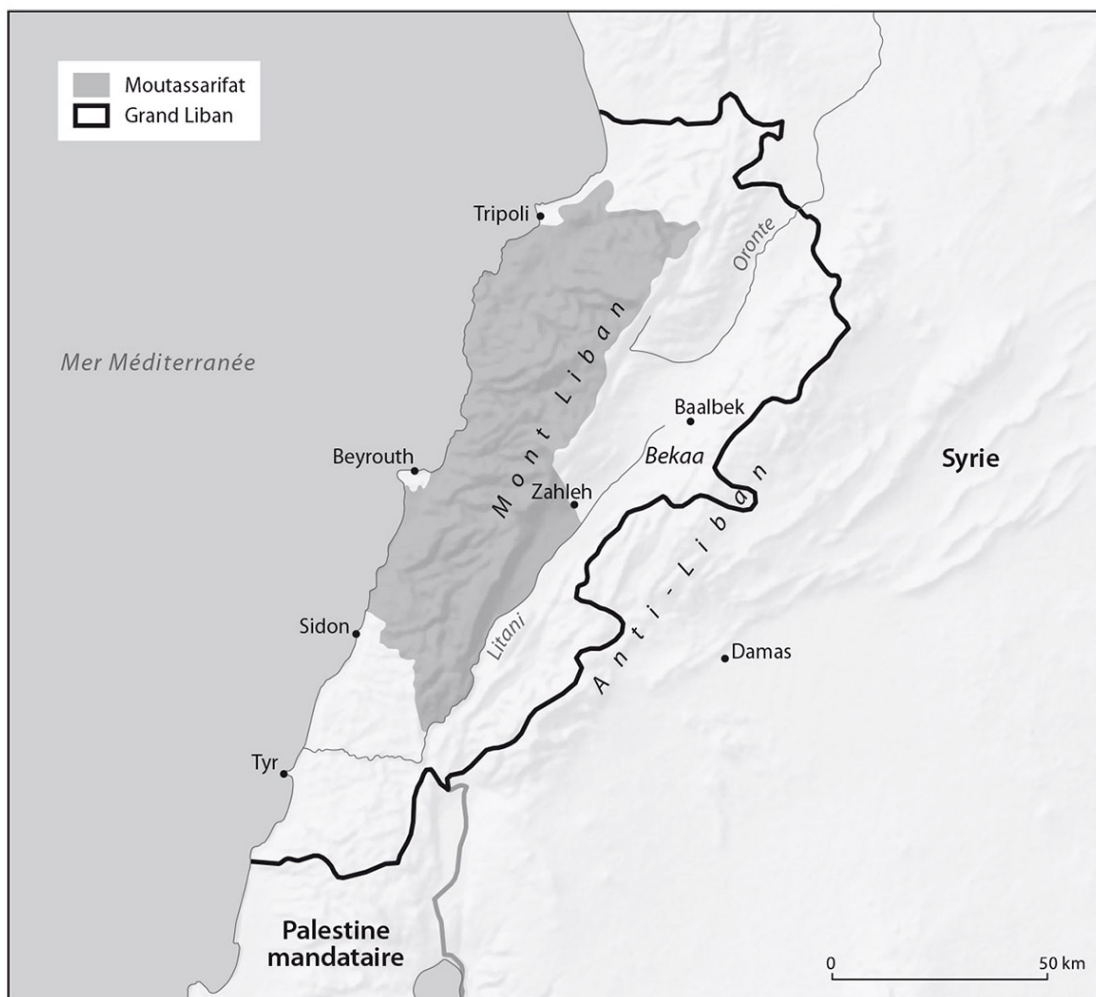 Moutassarifat
Grand Liban
Tripoli
Oronte
Mont Liban
Mer Méditerranée
Baalbek
Beyrouth
Bekaa
Syrie
Zahleh
Anti-Liban
Sidon
Litani
Damas
Tyr
Palestine
mandataire
0 50 km